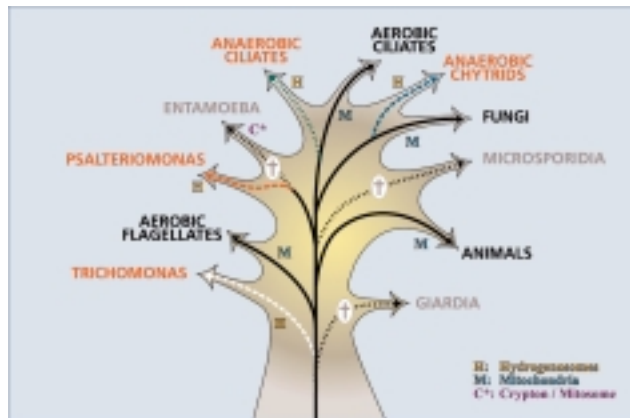 AEROBIC
CILIATES
ANAEROBIC
CILIATES
ANAEROBIC
CHYTRIDS
H
H
M
ENTAMOEBA
C*
FUNGI
M
PSALTERIOMONAS
MICROSPORIDIA
H
AEROBIC
FLAGELLATES
M
M
ANIMALS
TRICHOMONAS
H
GIARDIA
H: Hydrogenosomes
M: Mitochondria
C*: Crypton / Mitosome